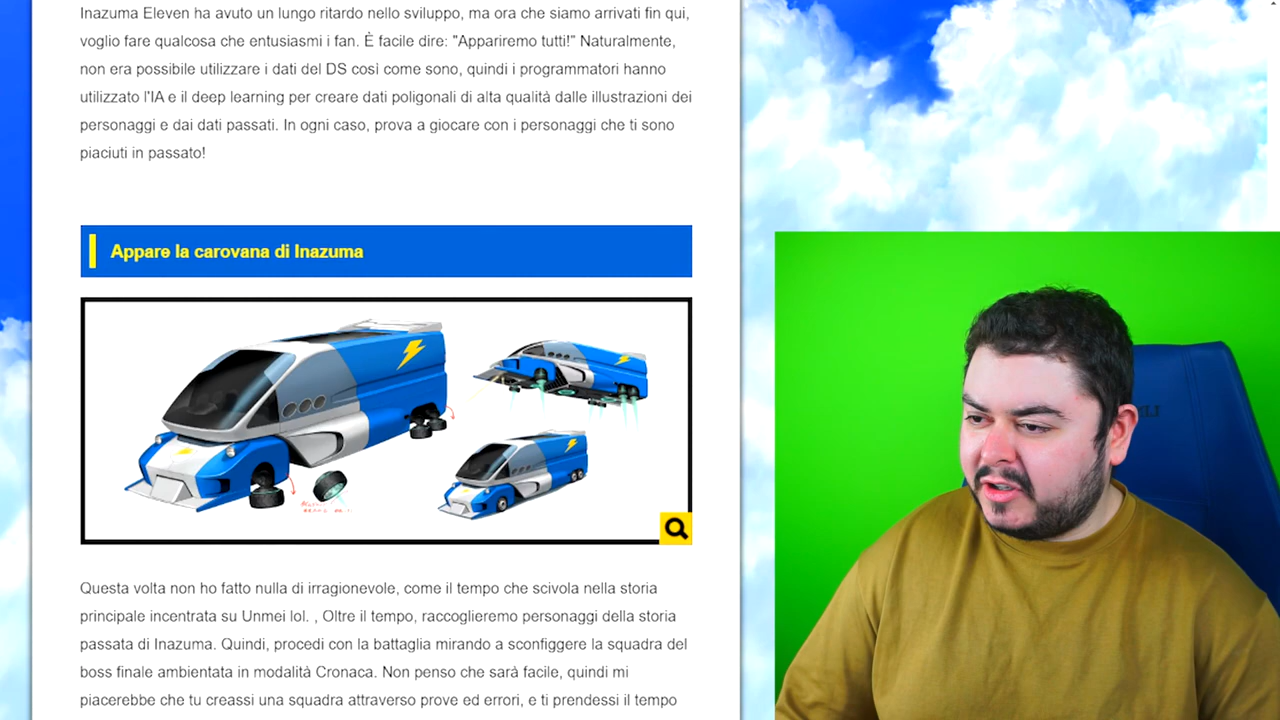 Inazuma Eleven ha avuto un lungo ritardo nello sviluppo, ma ora che siamo arrivati fin qui,
voglio fare qualcosa che entusiasmi i fan. È facile dire: "Appariremo tutti!" Naturalmente,
non era possibile utilizzare i dati del DS così come sono, quindi i programmatori hanno
utilizzato l'IA e il deep learning per creare dati poligonali di alta qualità dalle illustrazioni dei
personaggi e dai dati passati. In ogni caso, prova a giocare con i personaggi che ti sono
piaciuti in passato!
Appare la carovana di Inazuma
Questa volta non ho fatto nulla di irragionevole, come il tempo che scivola nella storia
principale incentrata su Unmei lol. , Oltre il tempo, raccoglieremo personaggi della storia
passata di Inazuma. Quindi, procedi con la battaglia mirando a sconfiggere la squadra del
boss finale ambientata in modalità Cronaca. Non penso che sarà facile, quindi mi
piacerebbe che tu creassi una squadra attraverso prove ed errori, e ti prendessi il tempo